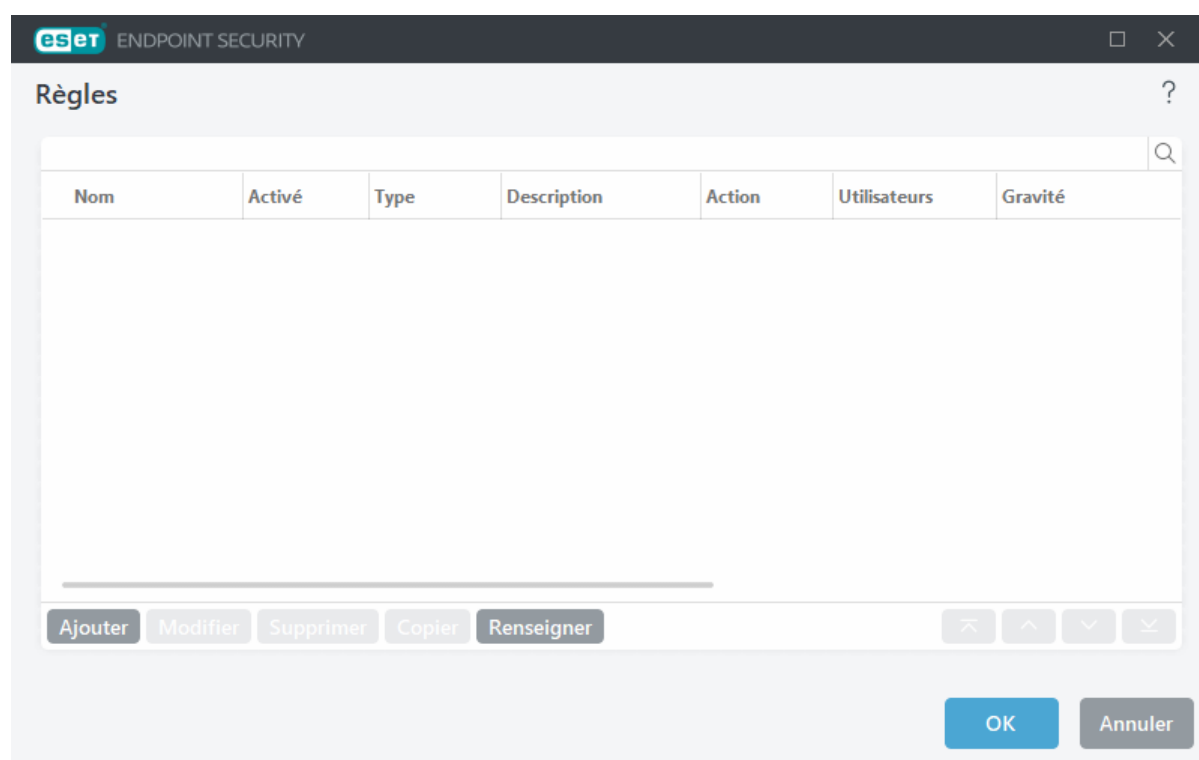 eset ENDPOINT SECURITY
Règles
?
Nom Activé Type Description Action Utilisateurs Gravité
Ajouter Modifier Supprimer Copier Renseigner
OK Annuler